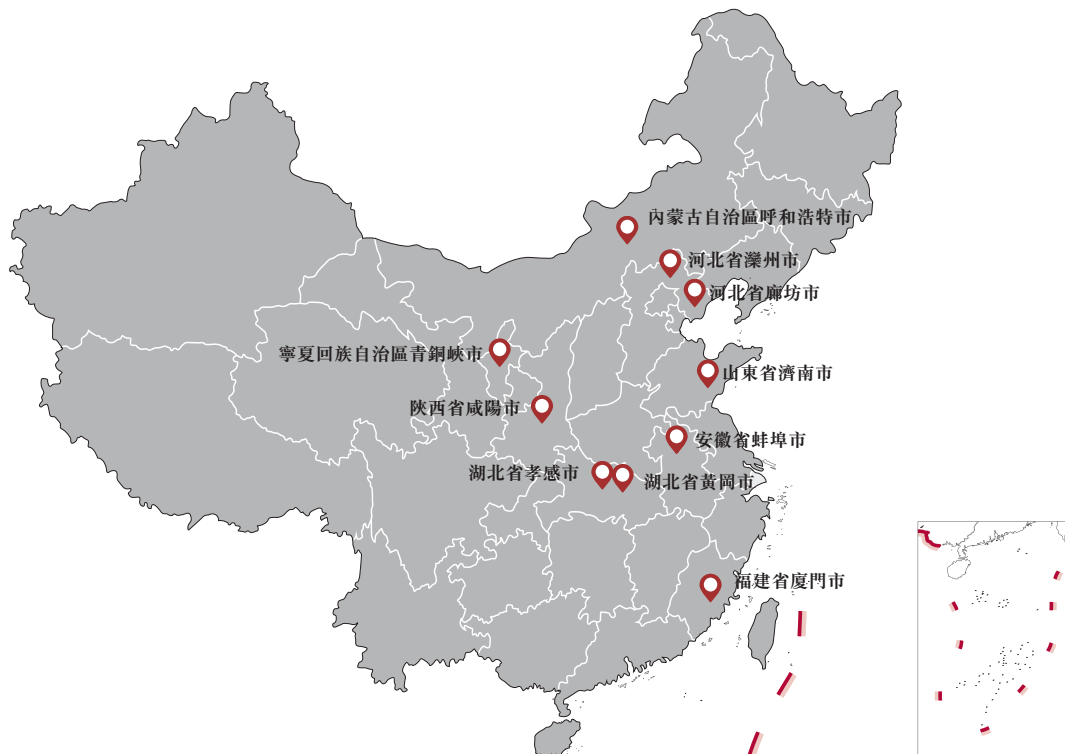 內蒙古自治區呼和浩特市
河北省灤州市
河北省廊坊市
寧夏回族自治區青銅峽市
山東省濟南市
陝西省咸陽市
安徽省蚌埠市
湖北省孝感市
湖北省黃岡市
福建省廈門市